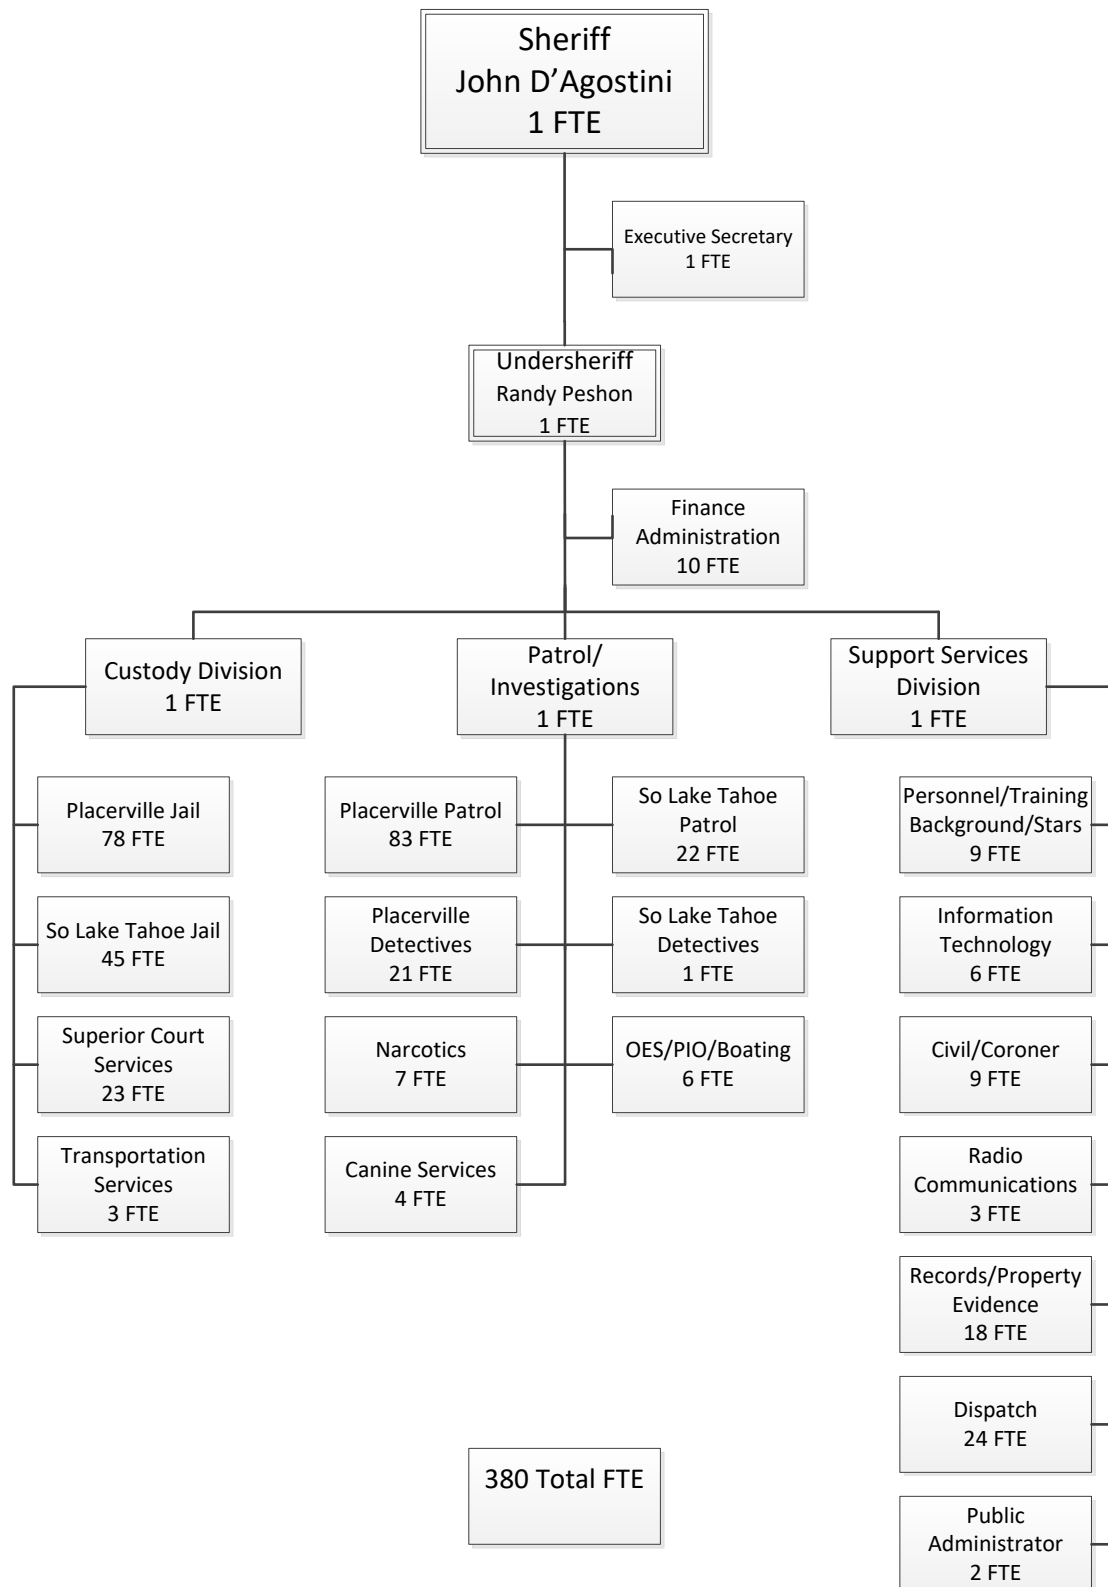 Sheriff
John D’Agostini
1 FTE
Executive Secretary
1 FTE
Undersheriff
Randy Peshon
1 FTE
Finance
Administration
10 FTE
Custody Division
1 FTE
Patrol/
Investigations
1 FTE
Support Services
Division
1 FTE
Placerville Jail
78 FTE
Placerville Patrol
83 FTE
So Lake Tahoe
Patrol
22 FTE
Personnel/Training
Background/Stars
9 FTE
So Lake Tahoe Jail
45 FTE
Placerville
Detectives
21 FTE
So Lake Tahoe
Detectives
1 FTE
Information
Technology
6 FTE
Superior Court
Services
23 FTE
Narcotics
7 FTE
OES/PIO/Boating
6 FTE
Civil/Coroner
9 FTE
Transportation
Services
3 FTE
Canine Services
4 FTE
Radio
Communications
3 FTE
Records/Property
Evidence
18 FTE
Dispatch
24 FTE
380 Total FTE
Public
Administrator
2 FTE